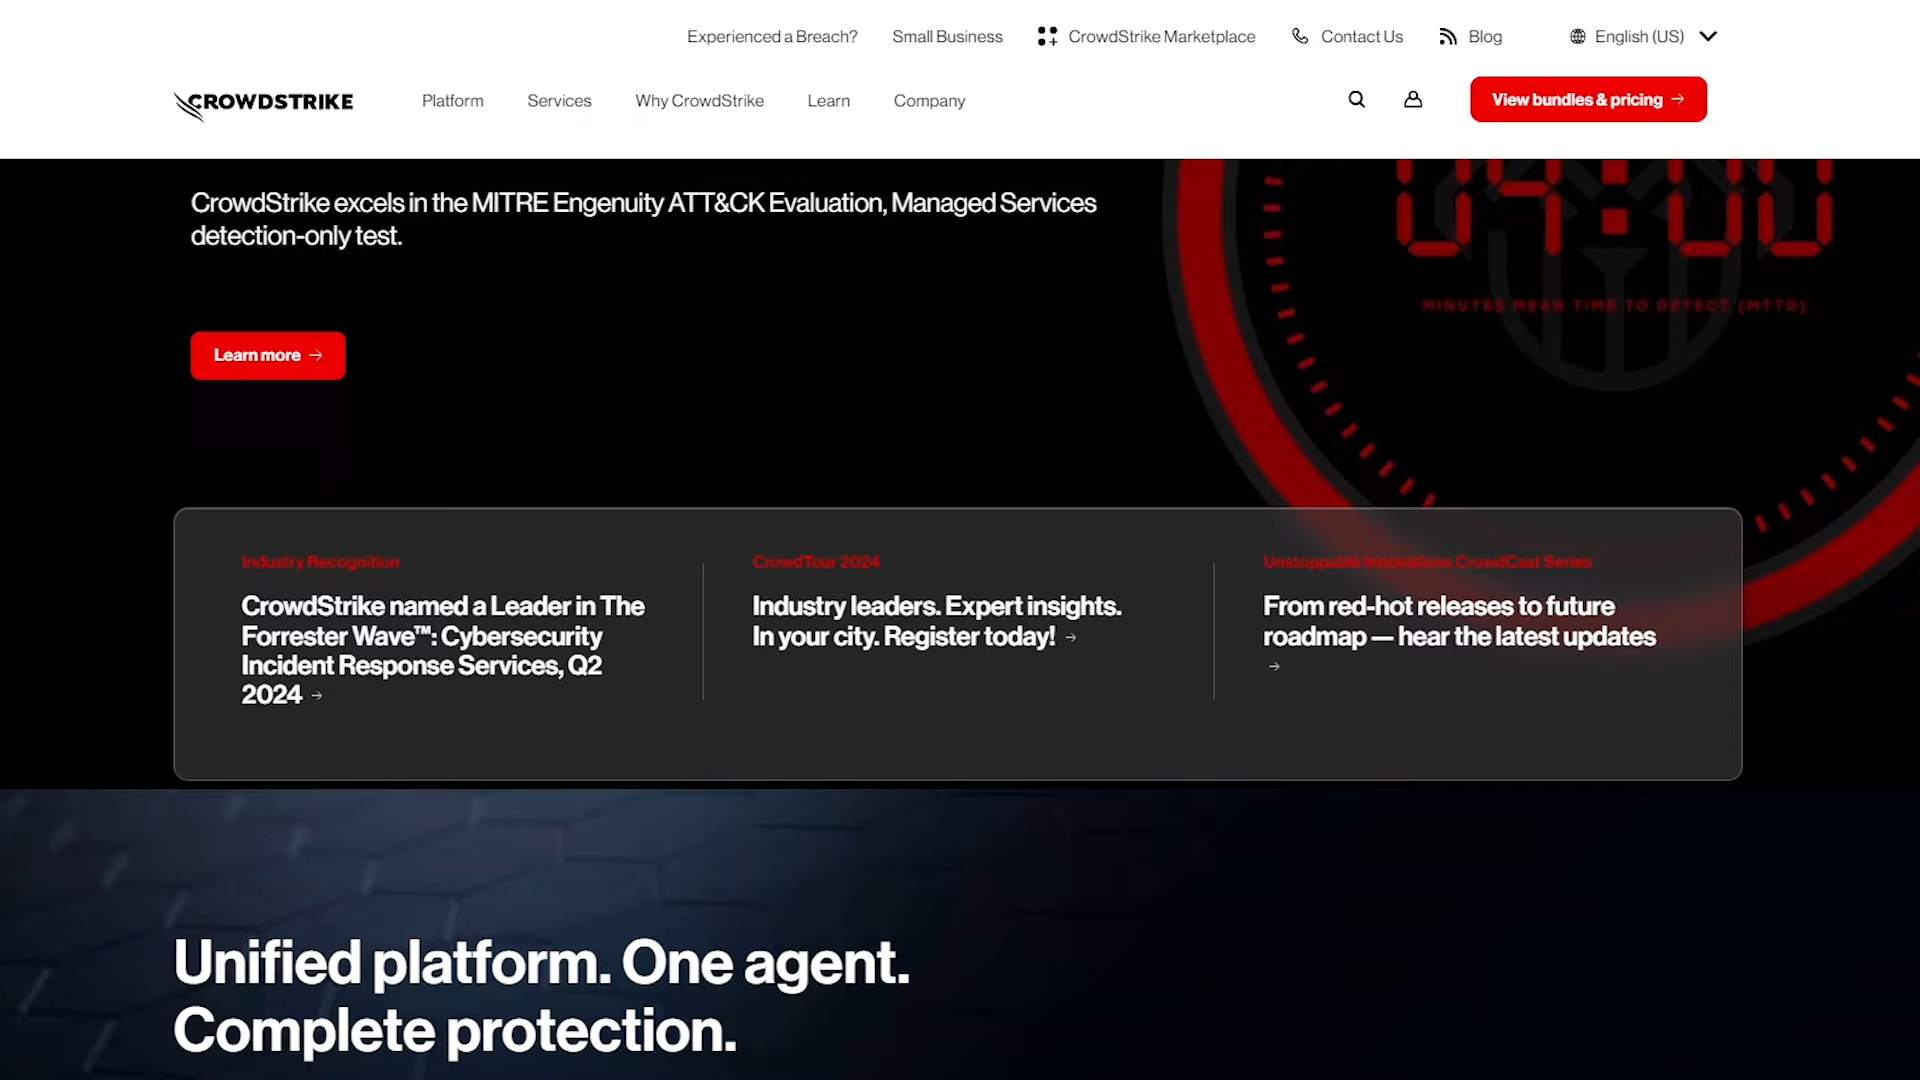 Experienced a Breach? Small Business CrowdStrike Marketplace Contact Us Blog English (US)
CROWDSTRIKE Platform Services Why CrowdStrike Learn Company View bundles & pricing →
CrowdStrike excels in the MITRE Engenuity ATT&CK Evaluation, Managed Services
detection-only test.
04:00
MINUTES MEAN TIME TO DETECT (MTTD)
Learn more →
Industry Recognition
CrowdStrike named a Leader in The
Forrester Wave™: Cybersecurity
Incident Response Services, Q2
2024 →
CrowdTour 2024
Industry leaders. Expert insights.
In your city. Register today! →
Unstoppable Innovations CrowdCast Series
From red-hot releases to future
roadmap — hear the latest updates
→
Unified platform. One agent.
Complete protection.